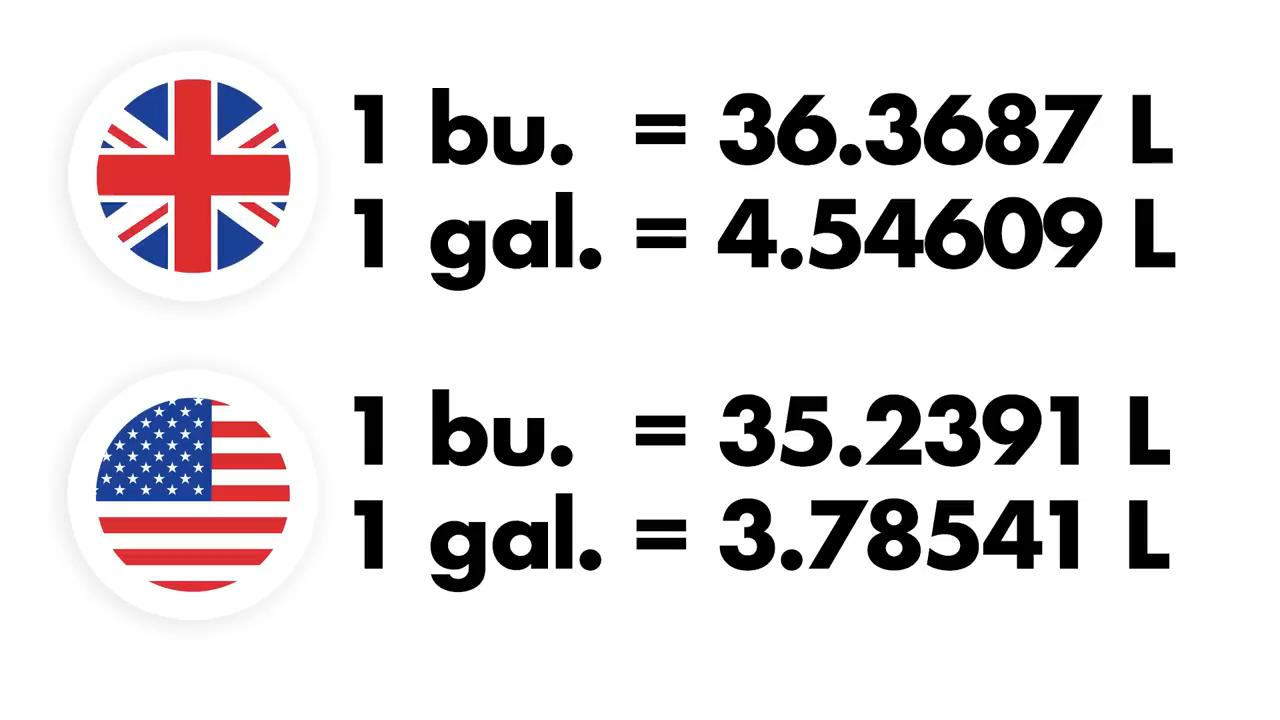 1 bu. = 36.3687 L
1 gal. = 4.54609 L
1 bu. = 35.2391 L
1 gal. = 3.78541 L